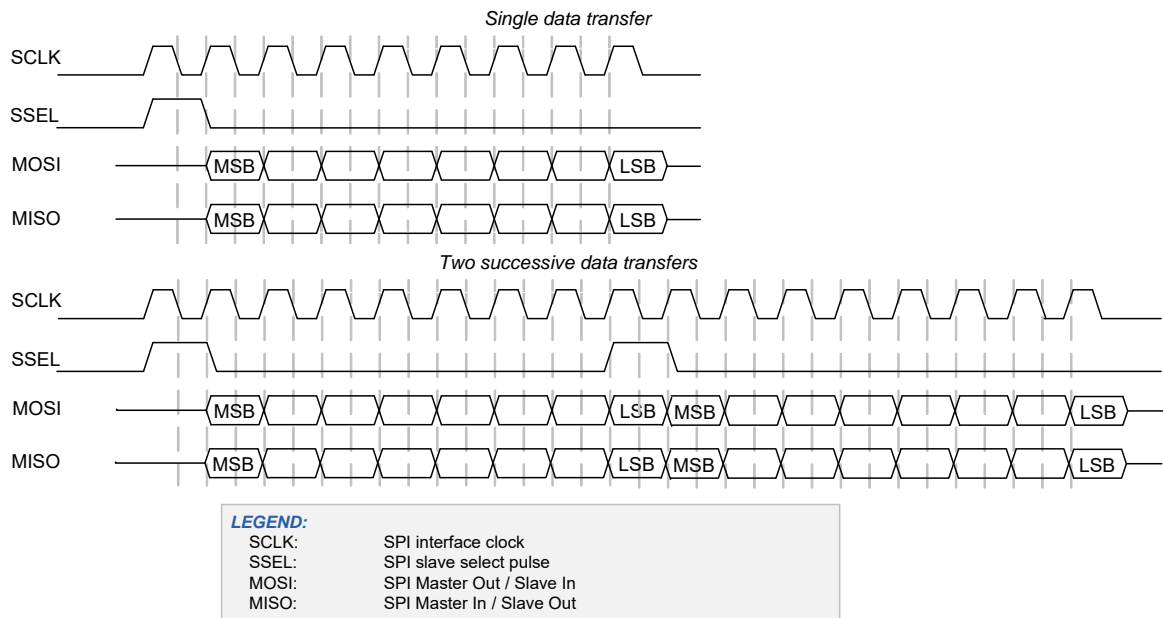 Single data transfer
SCLK
SSEL
MOSI MSB LSB
MISO MSB LSB
Two successive data transfers
SCLK
SSEL
MOSI MSB LSB MSB LSB
MISO MSB LSB MSB LSB
LEGEND:
SCLK: SPI interface clock
SSEL: SPI slave select pulse
MOSI: SPI Master Out / Slave In
MISO: SPI Master In / Slave Out